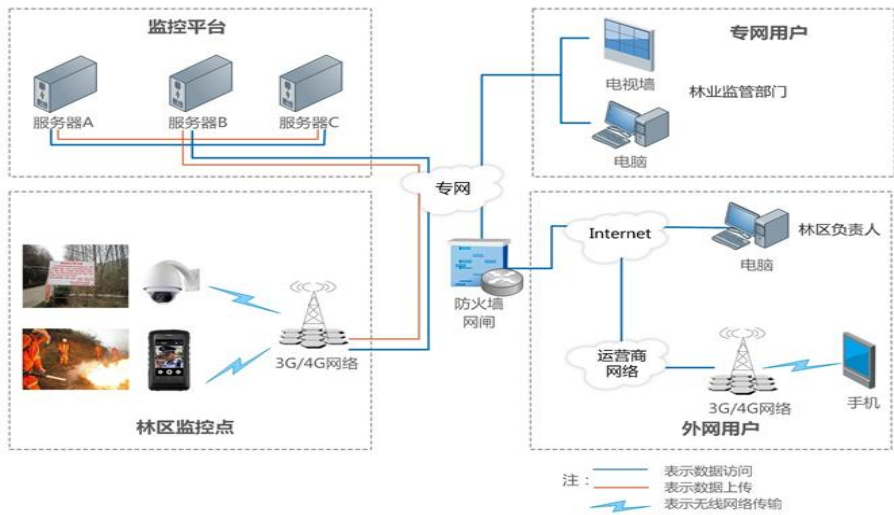 监控平台
服务器A
服务器B
服务器C
专网用户
电视墙
林业监管部门
电脑
专网
防火墙
网闸
3G/4G网络
林区监控点
Internet
林区负责人
电脑
运营商
网络
3G/4G网络
手机
外网用户
注：
表示数据访问
表示数据上传
表示无线网络传输